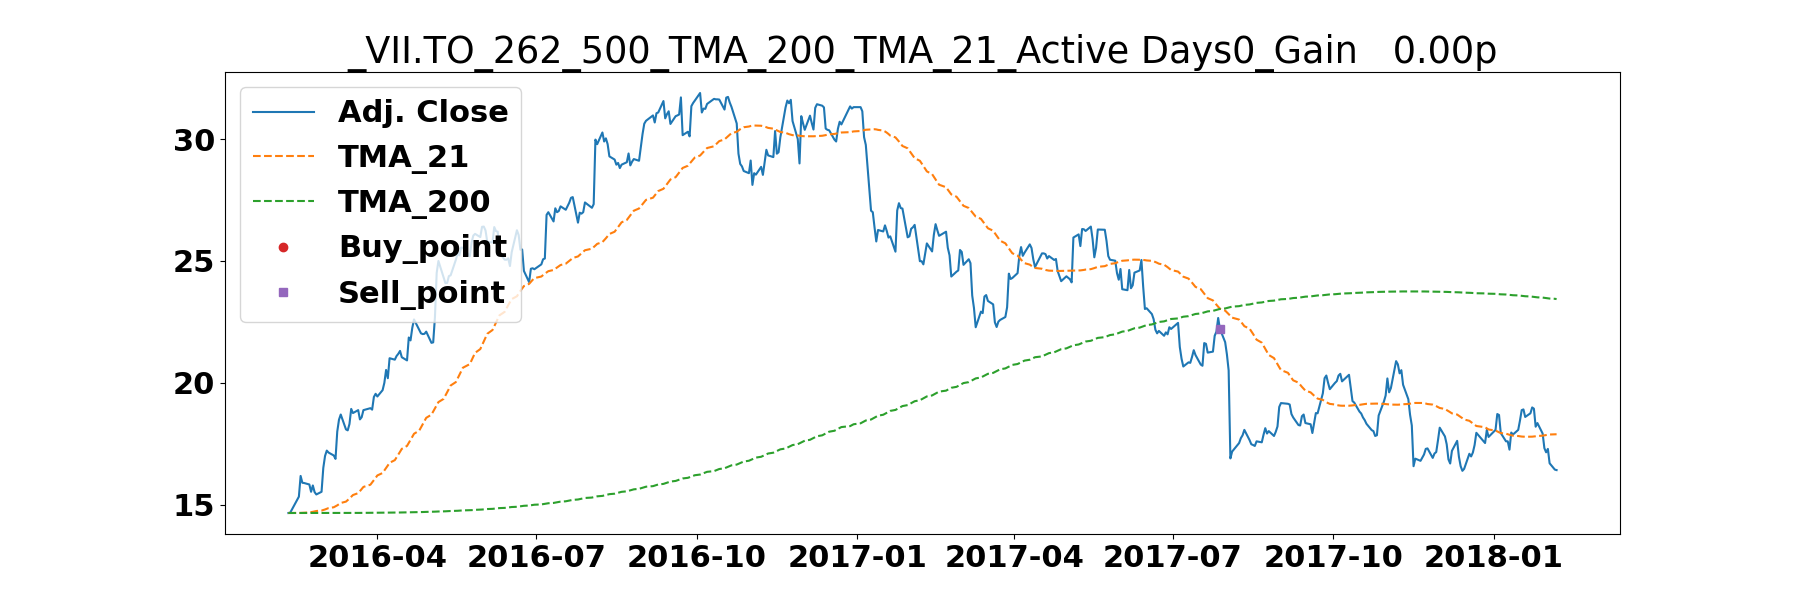 _VII.TO_262_500_TMA_200_TMA_21_Active Days0_Gain   0.00p
Adj. Close
TMA_21
TMA_200
Buy_point
Sell_point
30
25
20
15
2016-04 2016-07 2016-10 2017-01 2017-04 2017-07 2017-10 2018-01